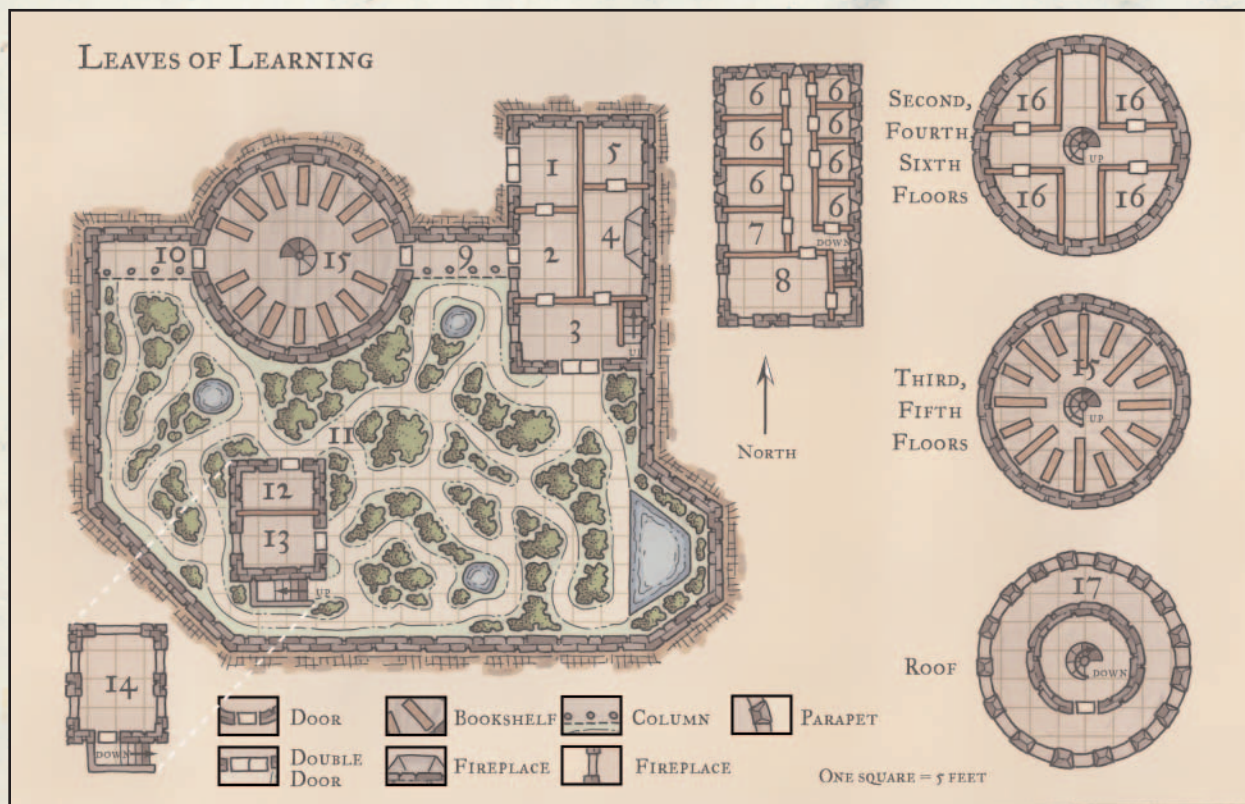 LEAVES OF LEARNING
1
5
2
4
3
UP
10
15
9
11
12
13
UP
14
DOWN
6
6
6
6
6
6
7
6
DOWN
8
NORTH
SECOND,
FOURTH,
SIXTH
FLOORS
16
16
UP
16
16
THIRD,
FIFTH
FLOORS
15
UP
ROOF
17
DOWN
DOOR
BOOKSHELF
COLUMN
PARAPET
DOUBLE
DOOR
FIREPLACE
FIREPLACE
ONE SQUARE = 5 FEET